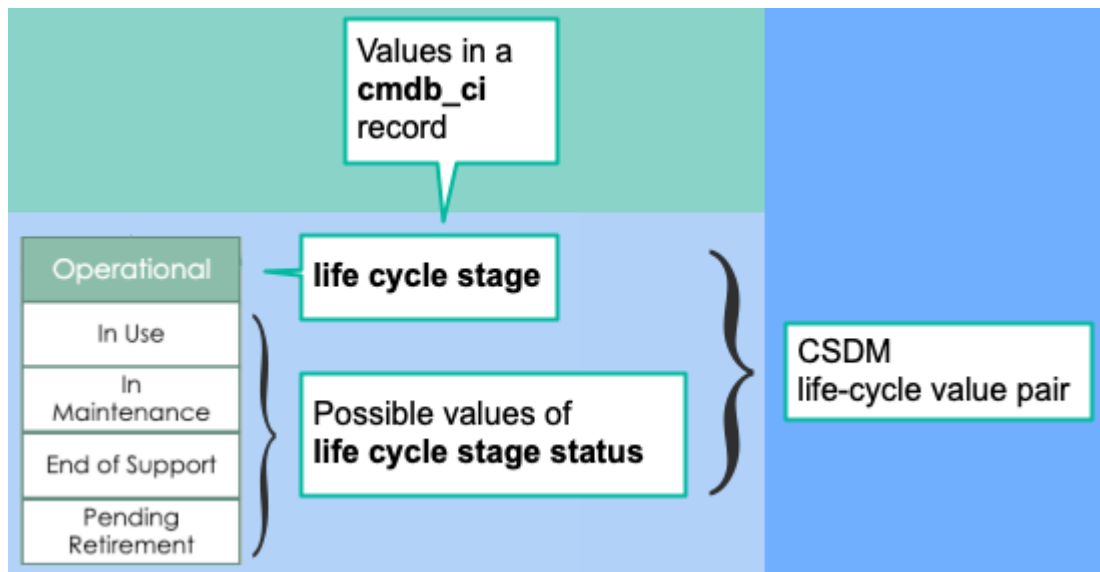 Values in a
cmdb_ci
record
Operational
life cycle stage
In Use
In
Maintenance
End of Support
Pending
Retirement
Possible values of
life cycle stage status
CSDM
life-cycle value pair